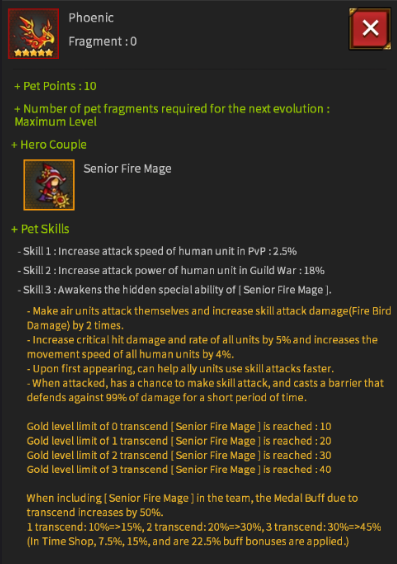 Phoenic
Fragment : 0
+ Pet Points : 10
+ Number of pet fragments required for the next evolution :
Maximum Level
+ Hero Couple
Senior Fire Mage
+ Pet Skills
- Skill 1 : Increase attack speed of human unit in PvP : 2.5%
- Skill 2 : Increase attack power of human unit in Guild War : 18%
- Skill 3 : Awakens the hidden special ability of [ Senior Fire Mage ].
- Make air units attack themselves and increase skill attack damage(Fire Bird
Damage) by 2 times.
- Increase critical hit damage and rate of all units by 5% and increases the
movement speed of all human units by 4%.
- Upon first appearing, can help ally units use skill attacks faster.
- When attacked, has a chance to make skill attack, and casts a barrier that
defends against 99% of damage for a short period of time.
Gold level limit of 0 transcend [ Senior Fire Mage ] is reached : 10
Gold level limit of 1 transcend [ Senior Fire Mage ] is reached : 20
Gold level limit of 2 transcend [ Senior Fire Mage ] is reached : 30
Gold level limit of 3 transcend [ Senior Fire Mage ] is reached : 40
When including [ Senior Fire Mage ] in the team, the Medal Buff due to
transcend increases by 50%.
1 transcend: 10%=>15%, 2 transcend: 20%=>30%, 3 transcend: 30%=>45%
(In Time Shop, 7.5%, 15%, and are 22.5% buff bonuses are applied.)